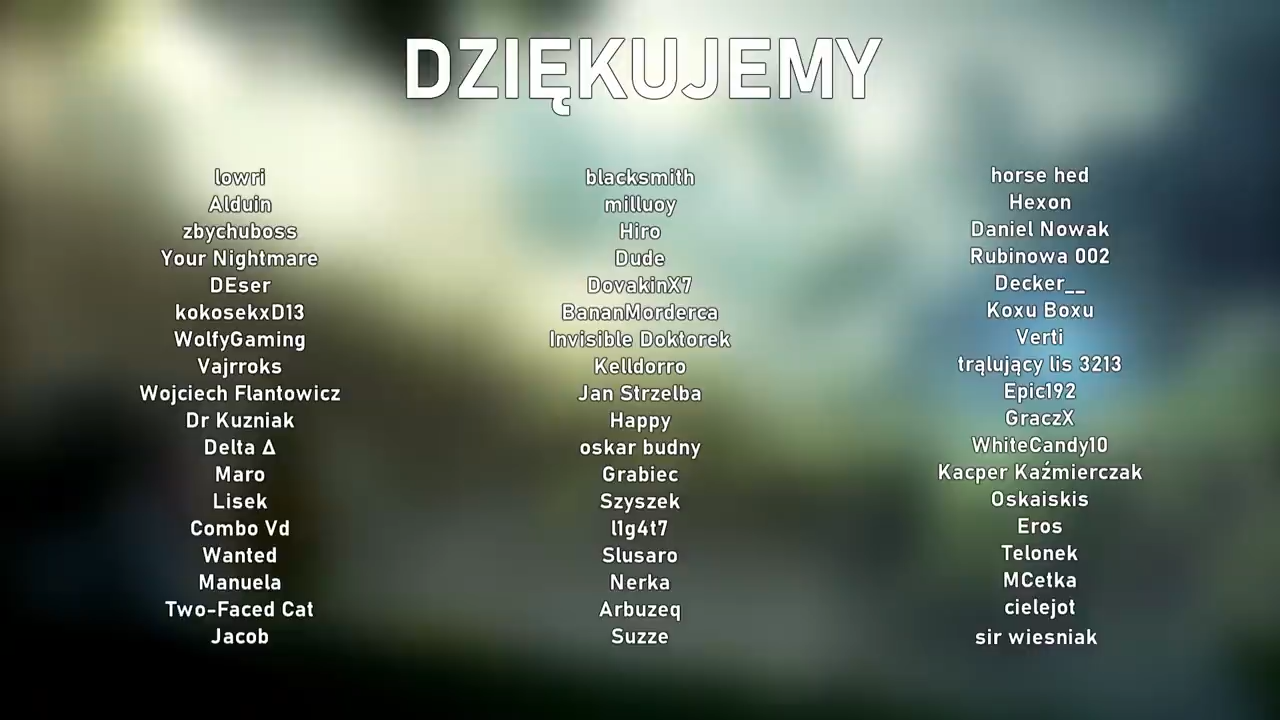 DZIĘKUJEMY
lowri
Alduin
zbychuboss
Your Nightmare
DEser
kokosekxD13
WolfyGaming
Vajrroks
Wojciech Flantowicz
Dr Kuzniak
Delta Δ
Maro
Lisek
Combo Vd
Wanted
Manuela
Two-Faced Cat
Jacob
blacksmith
milluoy
Hiro
Dude
DovakinX7
BananMorderca
Invisible Doktorek
Kelldorro
Jan Strzelba
Happy
oskar budny
Grabiec
Szyszek
l1g4t7
Slusaro
Nerka
Arbuzeq
Suzze
horse hed
Hexon
Daniel Nowak
Rubinowa 002
Decker__
Koxu Boxu
Verti
trąlujący lis 3213
Epic192
GraczX
WhiteCandy10
Kacper Kaźmierczak
Oskaiskis
Eros
Telonek
MCetka
cielejot
sir wiesniak